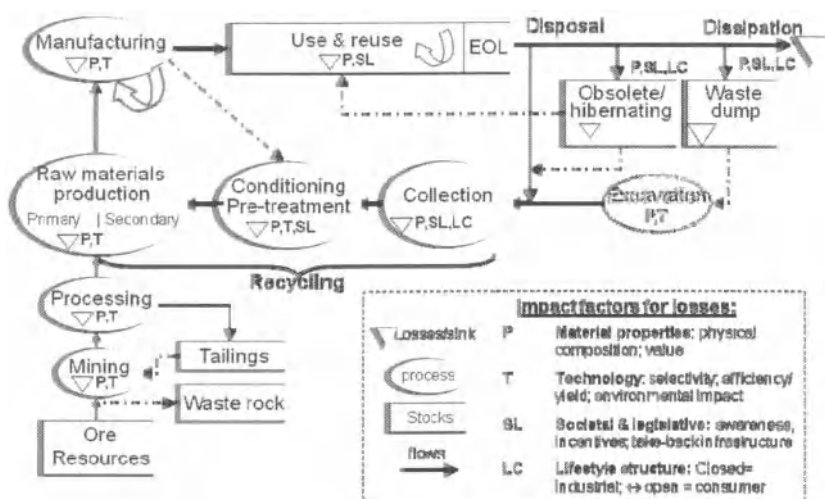 Manufacturing
P,T
Use & reuse
P,SL
EOL
Disposal
Dissipation
P,SL,LC
P,SL,LC
Obsolete/
hibernating
Waste
dump
Raw materials
production
Primary | Secondary
P,T
Conditioning
Pre-treatment
P,T,SL
Collection
P,SL,LC
Excavation
P,T
Recycling
Processing
P,T
Mining
P,T
Tailings
Waste rock
Ore
Resources
Impact factors for losses:
Losses/sink
process
Stocks
flows
P Material properties: physical
composition; value
T Technology: selectivity; efficiency/
yield; environmental impact
SL Societal & legislative: awareness,
incentives; take-back infrastructure
LC Lifestyle structure: Closed=
industrial; ↔ open = consumer